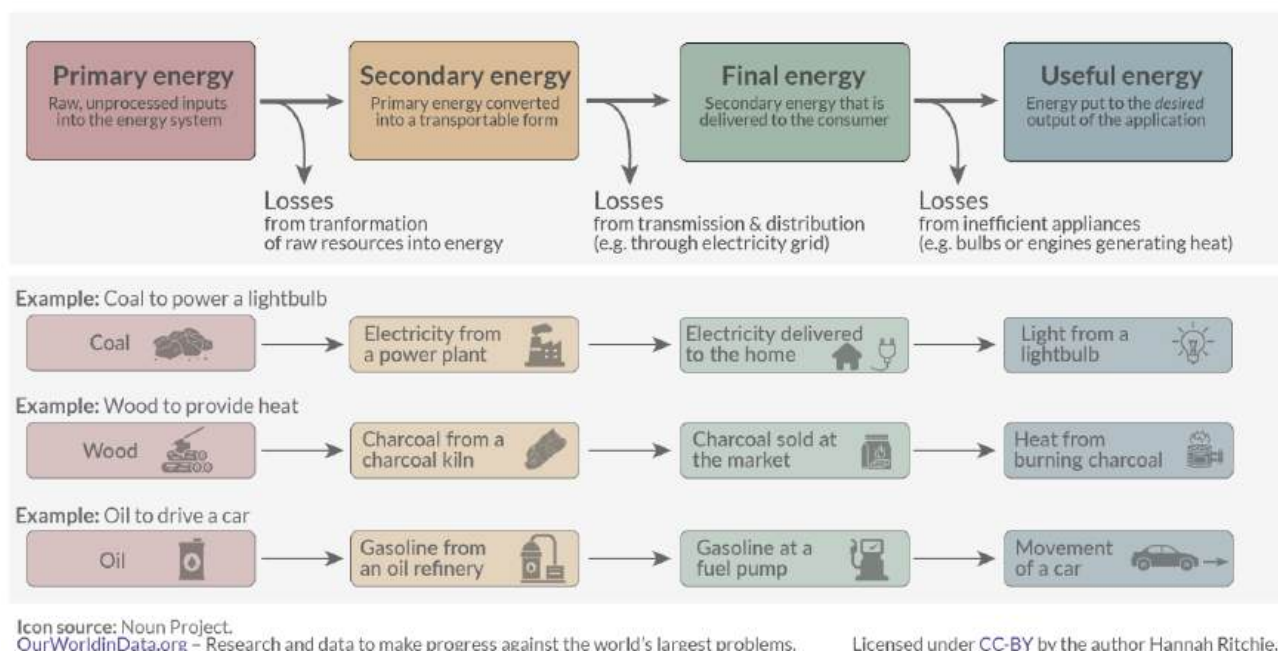 Primary energy
Raw, unprocessed inputs
into the energy system
Secondary energy
Primary energy converted
into a transportable form
Final energy
Secondary energy that is
delivered to the consumer
Useful energy
Energy put to the desired
output of the application
Losses
from tranformation
of raw resources into energy
Losses
from transmission & distribution
(e.g. through electricity grid)
Losses
from inefficient appliances
(e.g. bulbs or engines generating heat)
Example: Coal to power a lightbulb
Coal
Electricity from
a power plant
Electricity delivered
to the home
Light from a
lightbulb
Example: Wood to provide heat
Wood
Charcoal from a
charcoal kiln
Charcoal sold at
the market
Heat from
burning charcoal
Example: Oil to drive a car
Oil
Gasoline from
an oil refinery
Gasoline at a
fuel pump
Movement
of a car
Icon source: Noun Project.
OurWorldinData.org – Research and data to make progress against the world's largest problems.
Licensed under CC-BY by the author Hannah Ritchie.